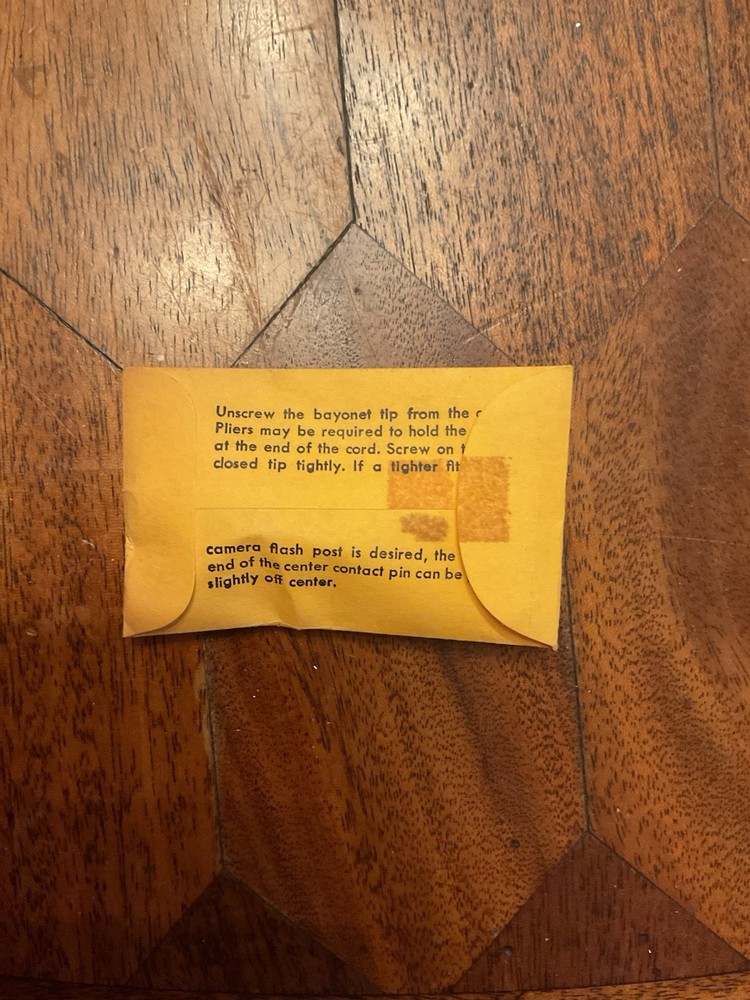 Unscrew the bayonet tip from the
Pliers may be required to hold the
at the end of the cord. Screw on
closed tip tightly. If a tighter fit
camera flash post is desired, the
end of the center contact pin can be
slightly off center.